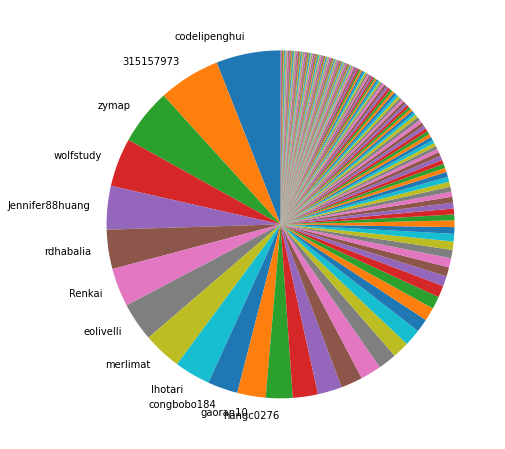 codelipenghui
315157973
zymap
wolfstudy
Jennifer88huang
rdhabalia
Renkai
eolivelli
merlimat
lhotari
congbobo184
gaoran10
hangc0276